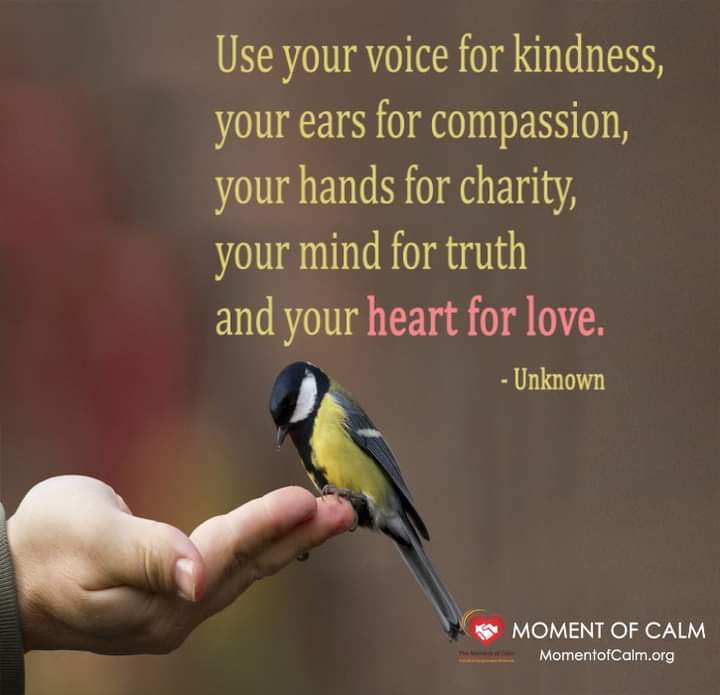 Use your voice for kindness,
your ears for compassion,
your hands for charity,
your mind for truth
and your heart for love.
- Unknown
MOMENT OF CALM
MomentofCalm.org